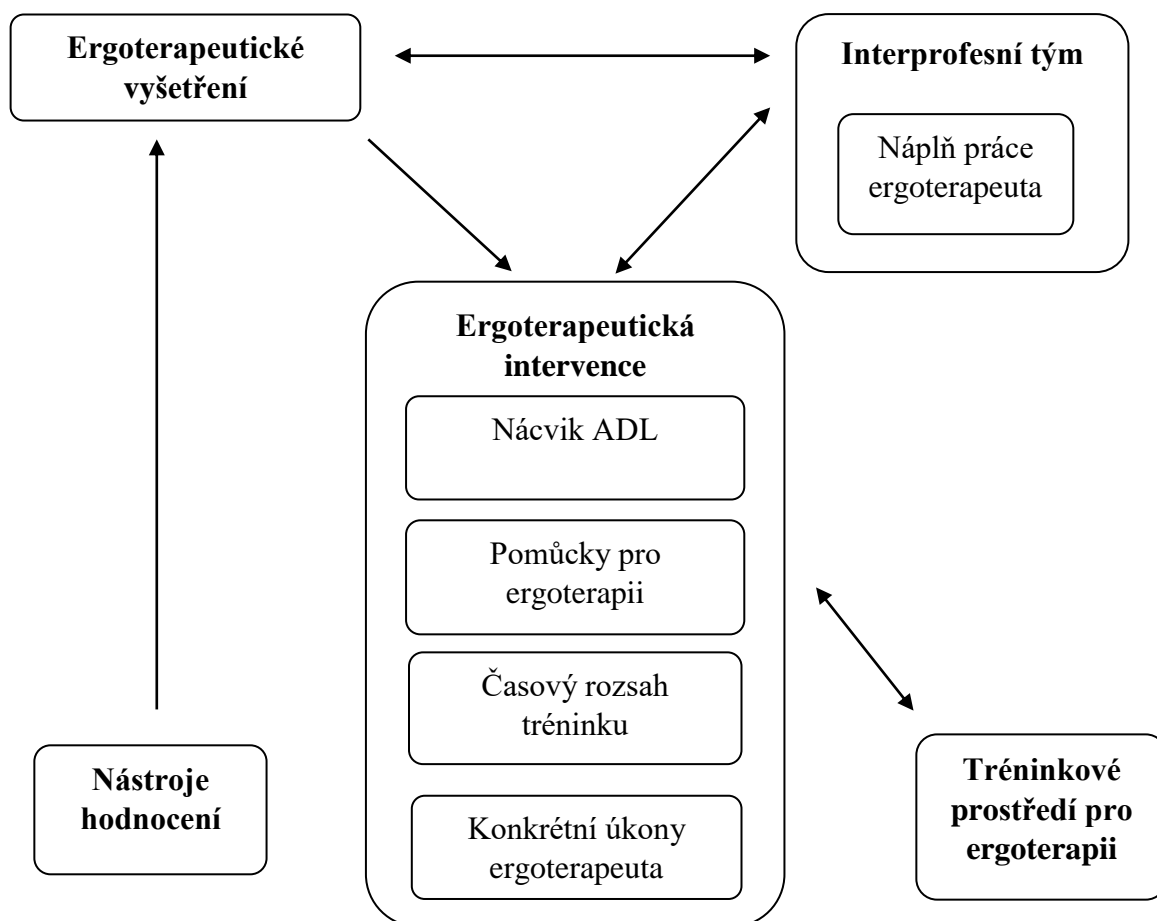 Ergoterapeutické
vyšetření
Interprofesní tým
Náplň práce
ergoterapeuta
Ergoterapeutická
intervence
Nácvik ADL
Pomůcky pro
ergoterapii
Časový rozsah
tréninku
Konkrétní úkony
ergoterapeuta
Nástroje
hodnocení
Tréninkové
prostředí pro
ergoterapii